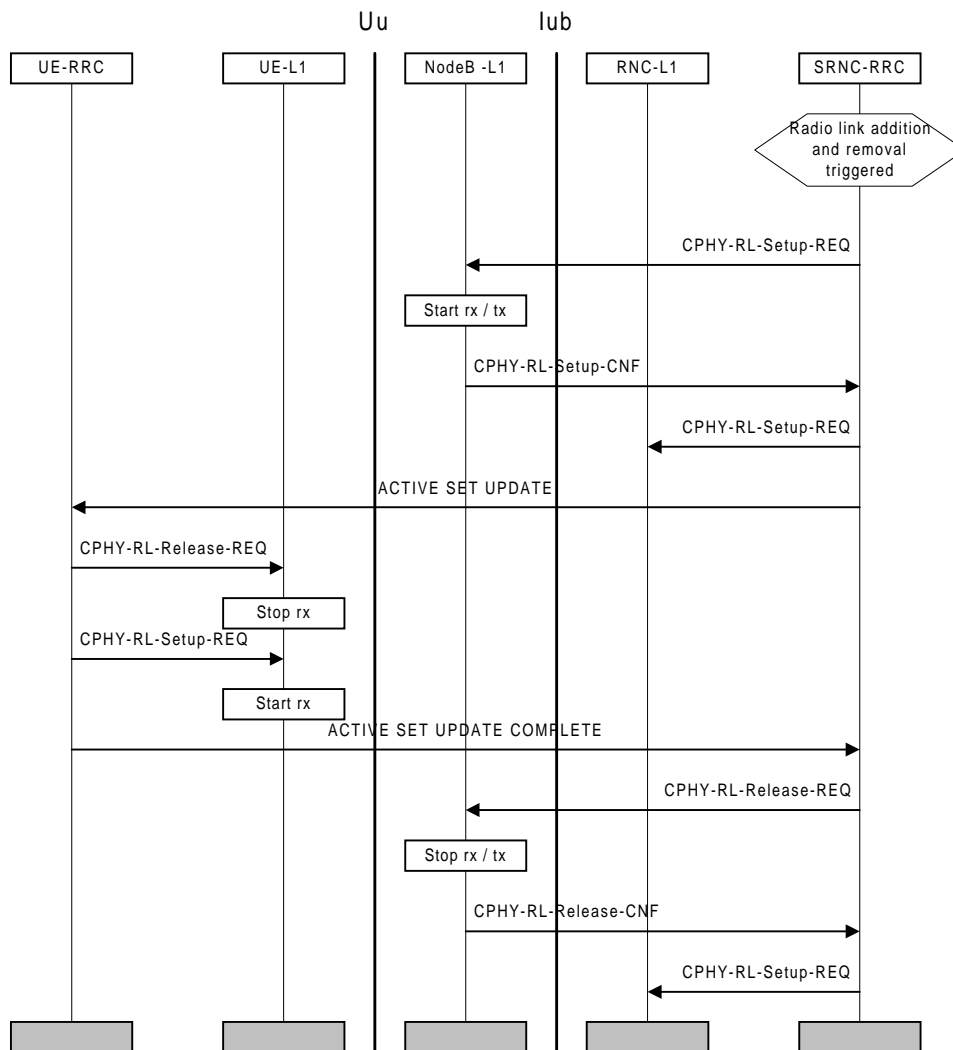 Uu
Iub
UE-RRC
UE-L1
NodeB -L1
RNC-L1
SRNC-RRC
Radio link addition
and removal
triggered
CPHY-RL-Setup-REQ
Start rx / tx
CPHY-RL-Setup-CNF
CPHY-RL-Setup-REQ
ACTIVE SET UPDATE
CPHY-RL-Release-REQ
Stop rx
CPHY-RL-Setup-REQ
Start rx
ACTIVE SET UPDATE COMPLETE
CPHY-RL-Release-REQ
Stop rx / tx
CPHY-RL-Release-CNF
CPHY-RL-Setup-REQ